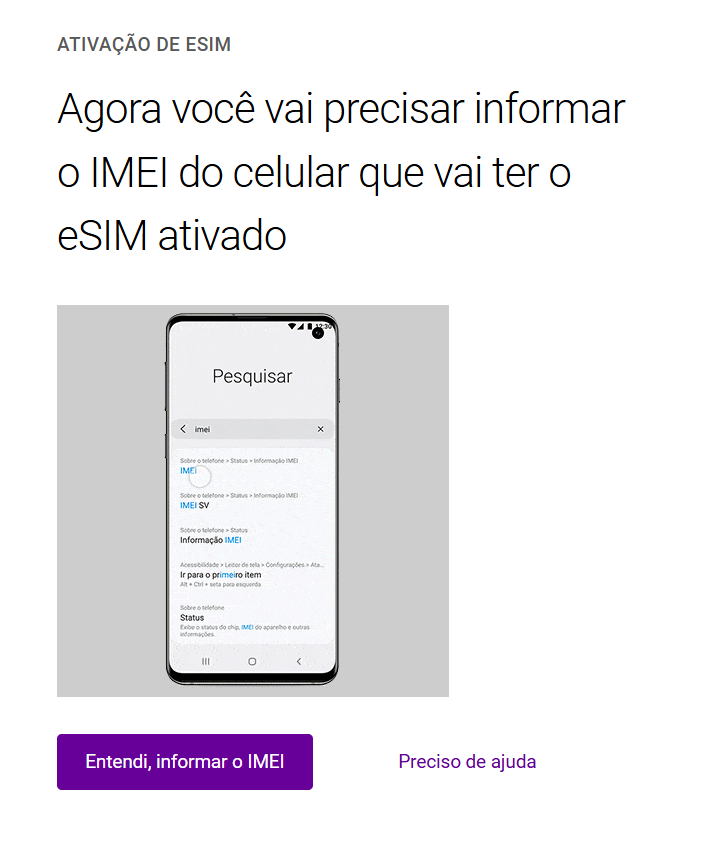 ATIVAÇÃO DE ESIM
Agora você vai precisar informar
o IMEI do celular que vai ter o
eSIM ativado
12:30
Pesquisar
imei
Sobre o telefone > Status > Informação IMEI
IMEI
Sobre o telefone > Status > Informação IMEI
IMEI SV
Sobre o telefone > Status
Informação IMEI
Acessibilidade > Leitor de tela > Configurações > Ata...
Ir para o primeiro item
Alt + Ctrl + seta para esquerda
Sobre o telefone
Status
Exibe o status do chip, IMEI do aparelho e outras
informações.
Entendi, informar o IMEI
Preciso de ajuda